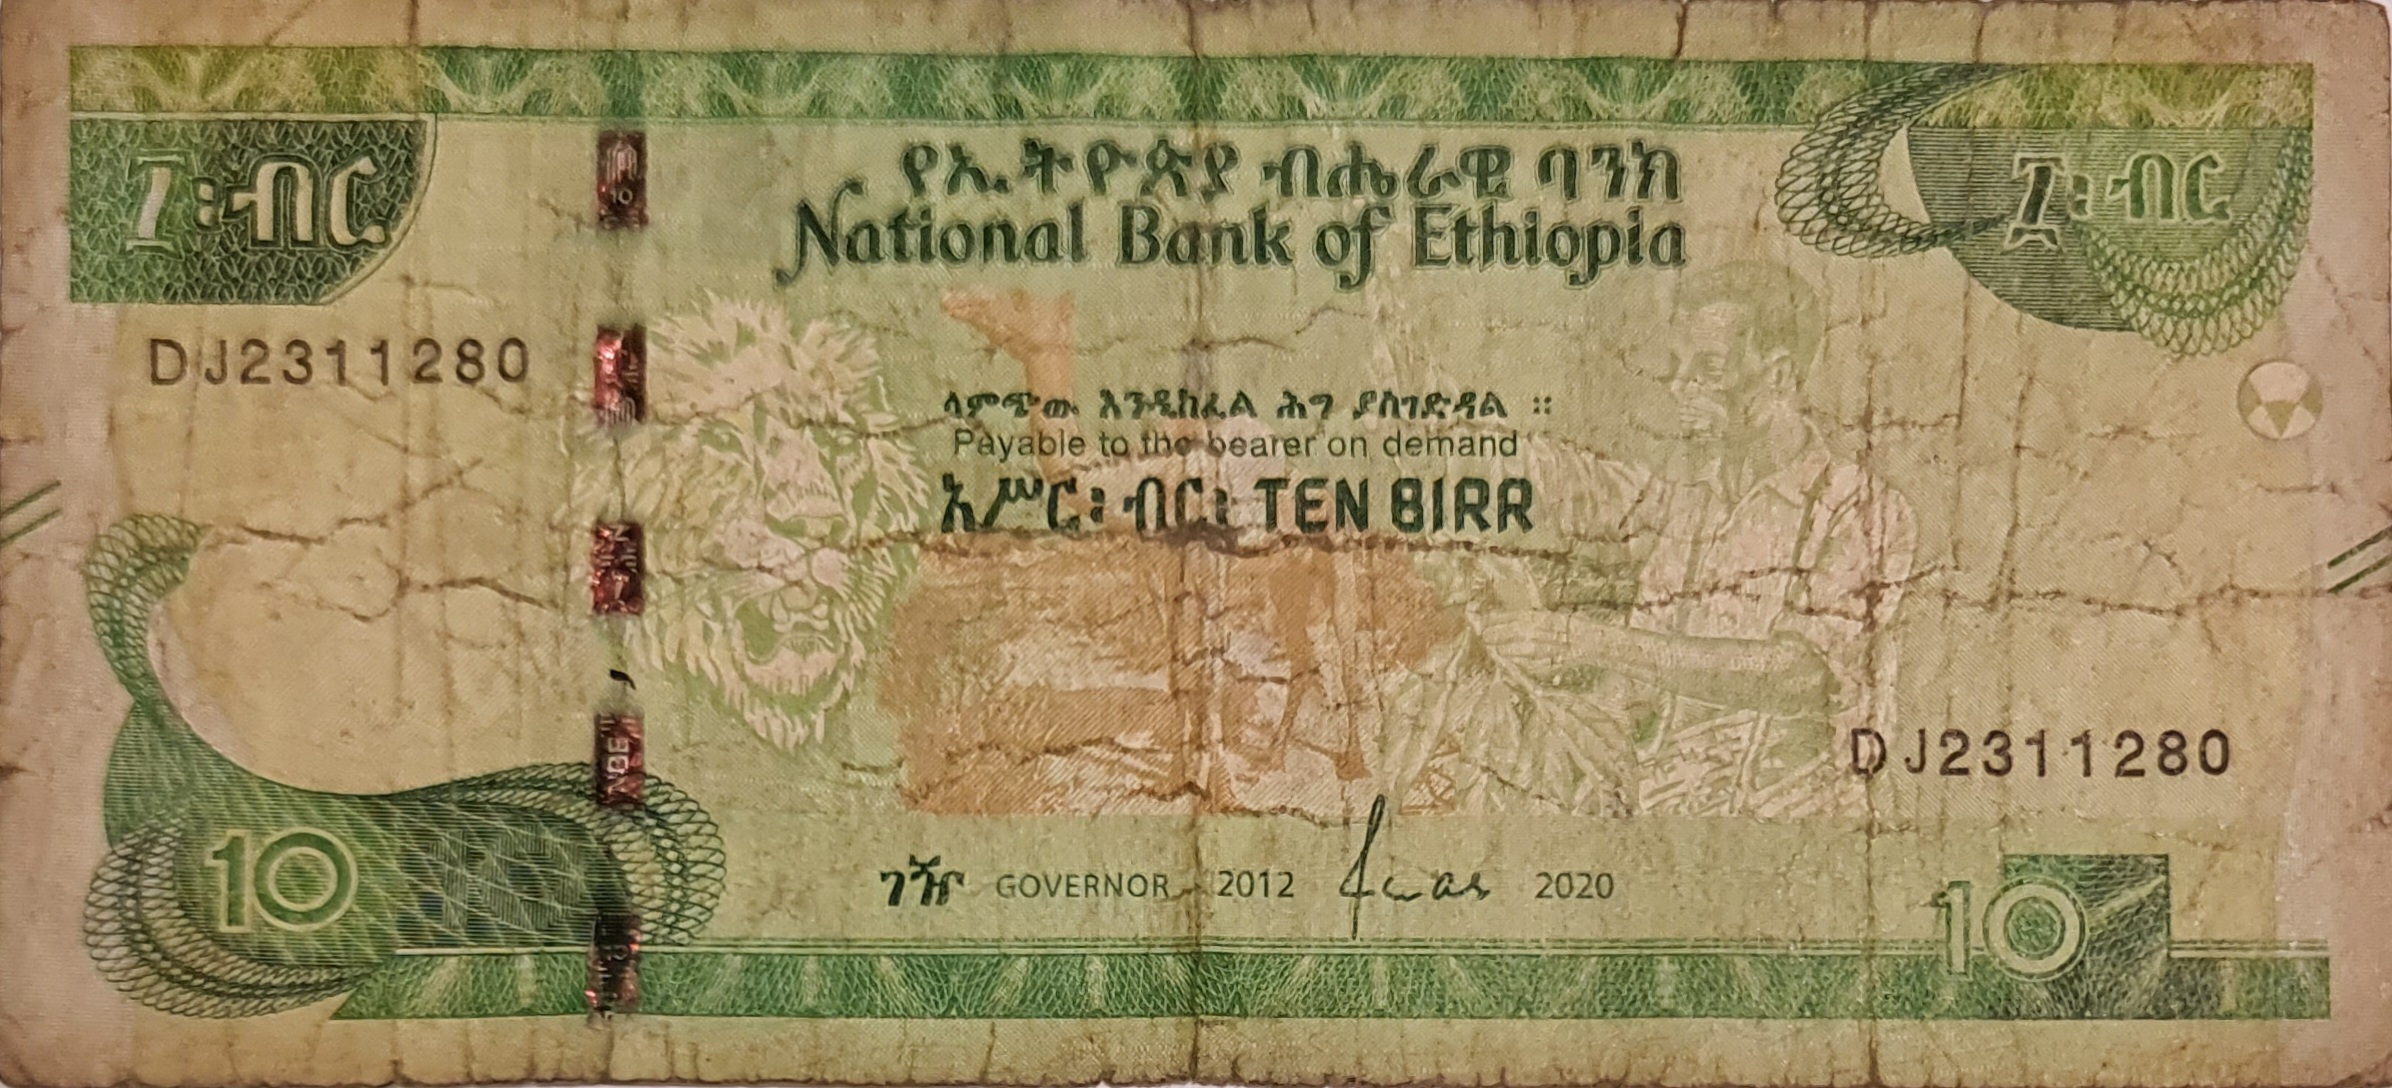 የኢትዮጵያ ብሔራዊ ባንክ
National Bank of Ethiopia
፲፡ብር
፲፡ብር
DJ2311280
ላምጭው እንዲከፈል ሕግ ያስገድዳል ።
Payable to the bearer on demand
አሥር፡ ብር፡ TEN BIRR
DJ2311280
ገዥ GOVERNOR 2012 2020
10
10
NBE